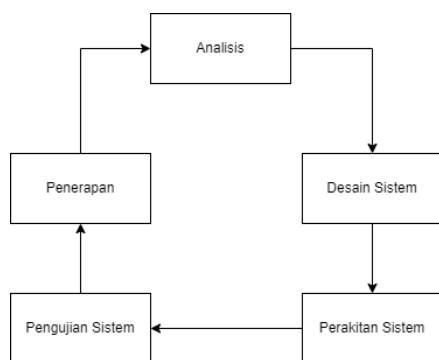 Analisis
Desain Sistem
Perakitan Sistem
Pengujian Sistem
Penerapan